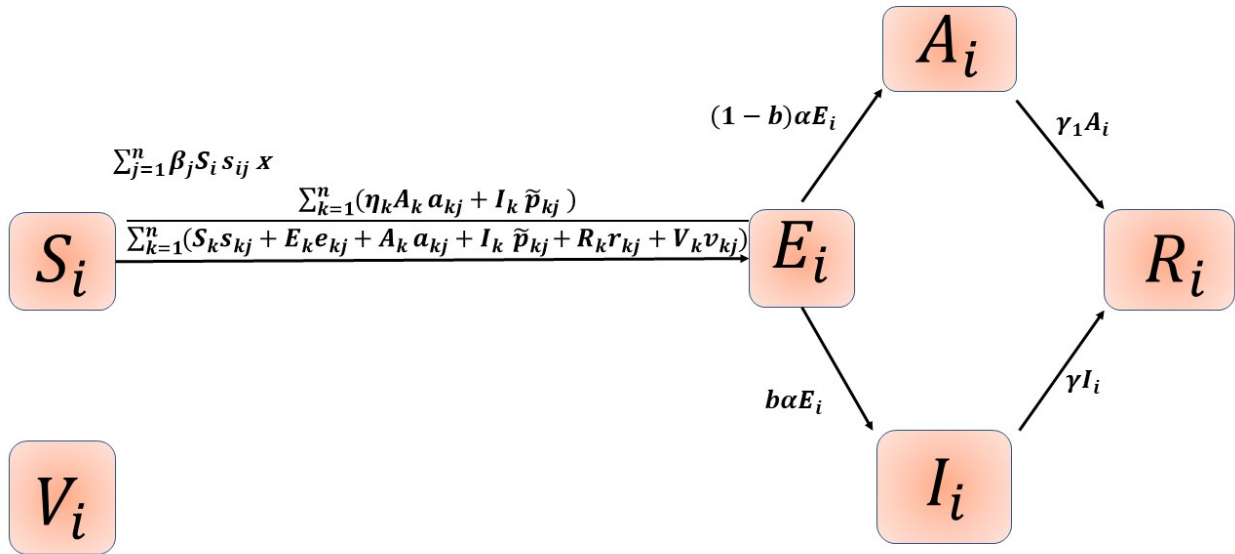 A_i
(1 − b)αE_i
γ_1 A_i
∑_{j=1}^{n} β_j S_i s_{ij} x
∑_{k=1}^{n}(η_k A_k a_{kj} + I_k p̃_{kj} )
∑_{k=1}^{n}(S_k s_{kj} + E_k e_{kj} + A_k a_{kj} + I_k p̃_{kj} + R_k r_{kj} + V_k v_{kj})
S_i
E_i
R_i
bαE_i
γI_i
V_i
I_i